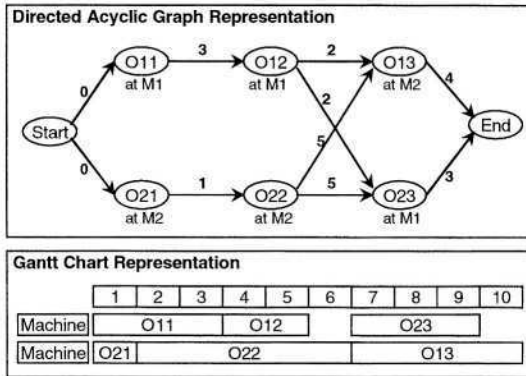 Directed Acyclic Graph Representation
O11 3 O12 2 O13
at M1 at M1 at M2
0 2 4
Start End
0 5 3
O21 1 O22 5 O23
at M2 at M2 at M1
Gantt Chart Representation
1 2 3 4 5 6 7 8 9 10
Machine O11 O12 O23
Machine O21 O22 O13